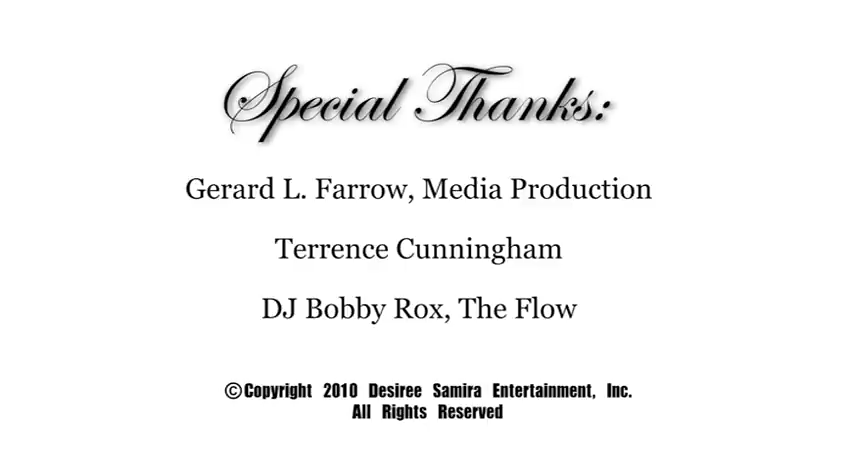 Special Thanks:
Gerard L. Farrow, Media Production
Terrence Cunningham
DJ Bobby Rox, The Flow
©Copyright 2010 Desiree Samira Entertainment, Inc.
All Rights Reserved